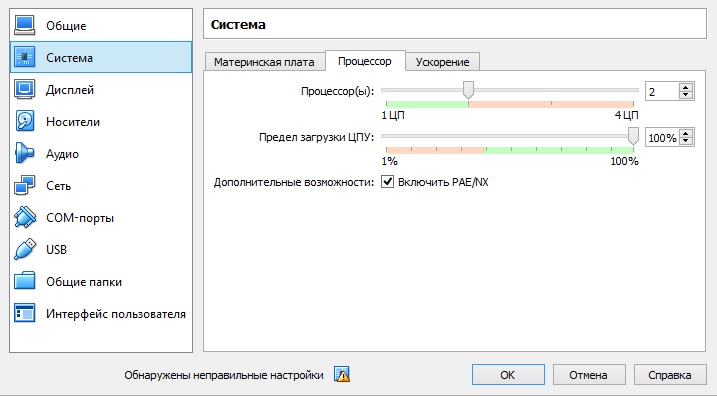 Общие
Система
Дисплей
Носители
Аудио
Сеть
COM-порты
USB
Общие папки
Интерфейс пользователя
Система
Материнская плата Процессор Ускорение
Процессор(ы): 2
1 ЦП 4 ЦП
Предел загрузки ЦПУ: 100%
1% 100%
Дополнительные возможности: Включить PAE/NX
Обнаружены неправильные настройки OK Отмена Справка